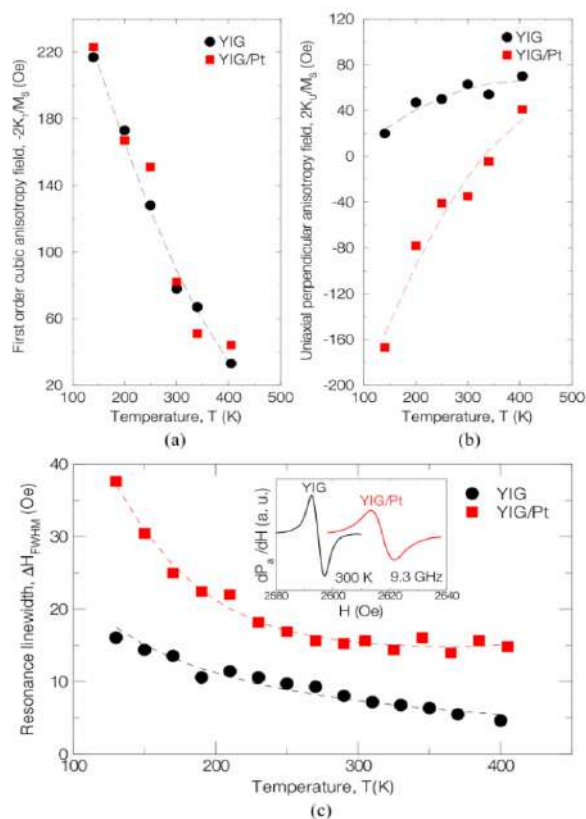 First order cubic anisotropy field, -2K₁/Mₛ (Oe)
220
180
140
100
60
20
100 200 300 400 500
Temperature, T (K)
YIG
YIG/Pt
(a)
Uniaxial perpendicular anisotropy field, 2Kᵤ/Mₛ (Oe)
120
80
40
0
-40
-80
-120
-160
-200
100 200 300 400 500
Temperature, T (K)
YIG
YIG/Pt
(b)
Resonance linewidth, ΔH_FWHM (Oe)
40
30
20
10
0
100 200 300 400
Temperature, T(K)
YIG
YIG/Pt
dPₐ/dH (a. u.)
YIG
YIG/Pt
300 K 9.3 GHz
2580 2600 2620 2640
H (Oe)
(c)